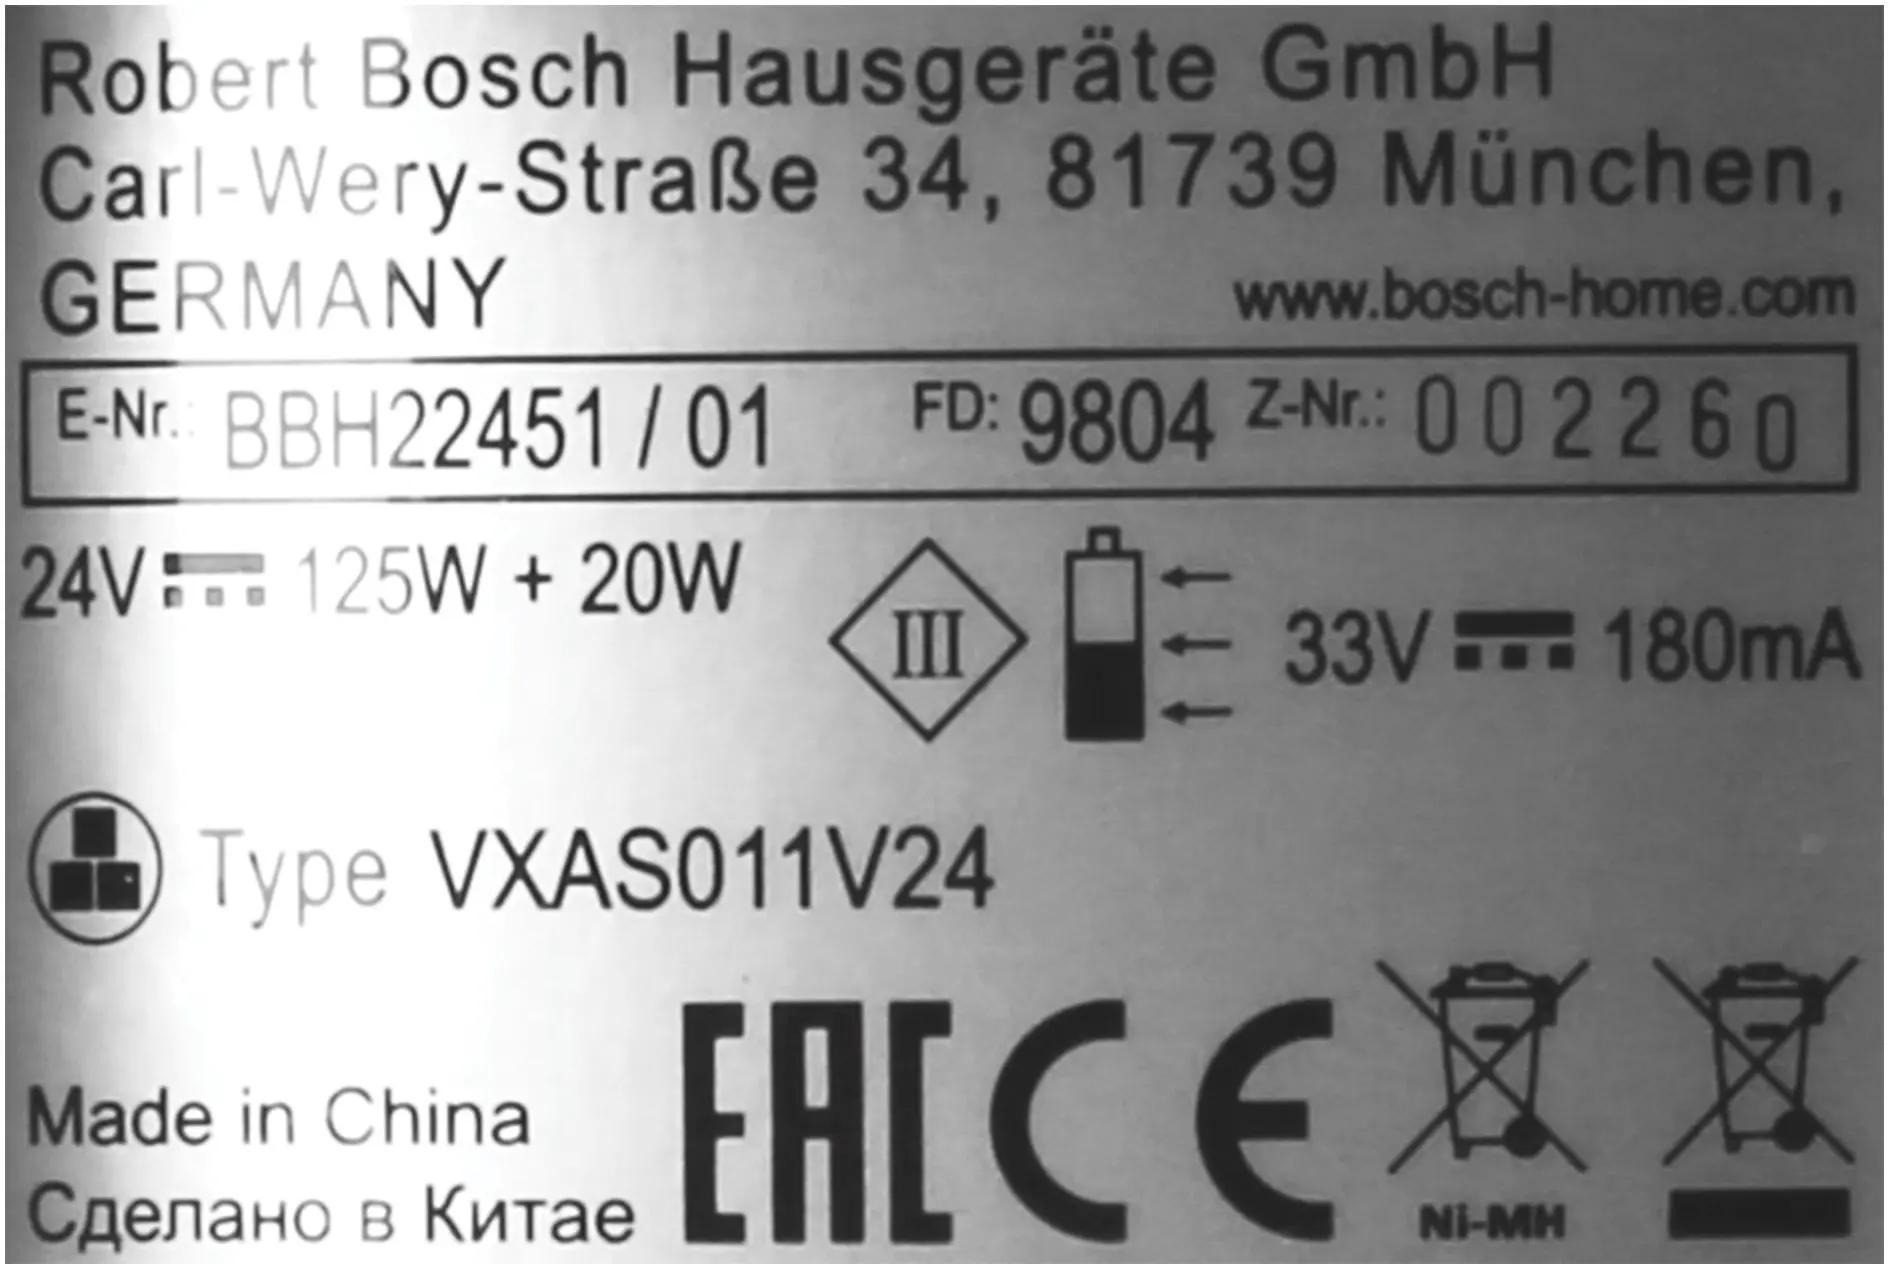 Robert Bosch Hausgeräte GmbH
Carl-Wery-Straße 34, 81739 München,
GERMANY
www.bosch-home.com
E-Nr.: BBH22451 / 01 FD: 9804 Z-Nr.: 002260
24V 125W + 20W
III
33V 180mA
Type VXAS011V24
Made in China
Сделано в Китае
EAC CE
Ni-MH